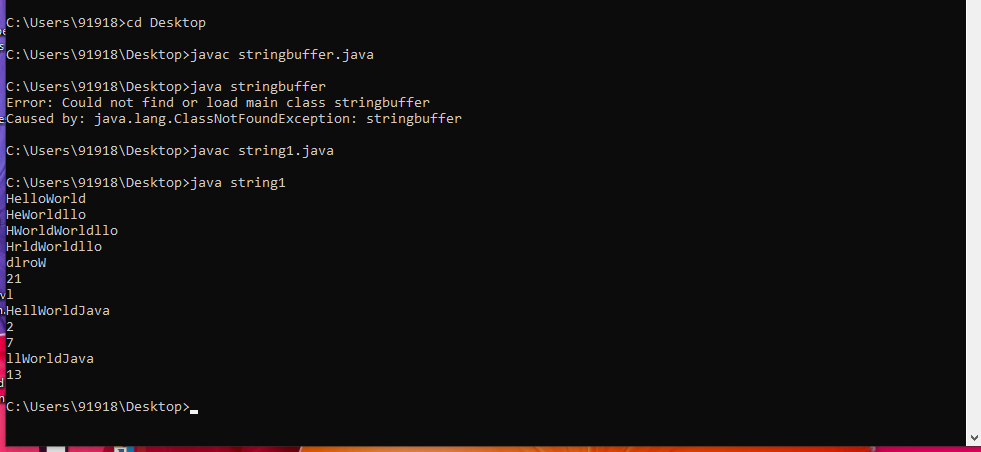 C:\Users\91918>cd Desktop
C:\Users\91918\Desktop>javac stringbuffer.java
C:\Users\91918\Desktop>java stringbuffer
Error: Could not find or load main class stringbuffer
Caused by: java.lang.ClassNotFoundException: stringbuffer
C:\Users\91918\Desktop>javac string1.java
C:\Users\91918\Desktop>java string1
HelloWorld
HeWorldllo
HWorldWorldllo
HrldWorldllo
dlroW
21
l
HellWorldJava
2
7
llWorldJava
13
C:\Users\91918\Desktop>